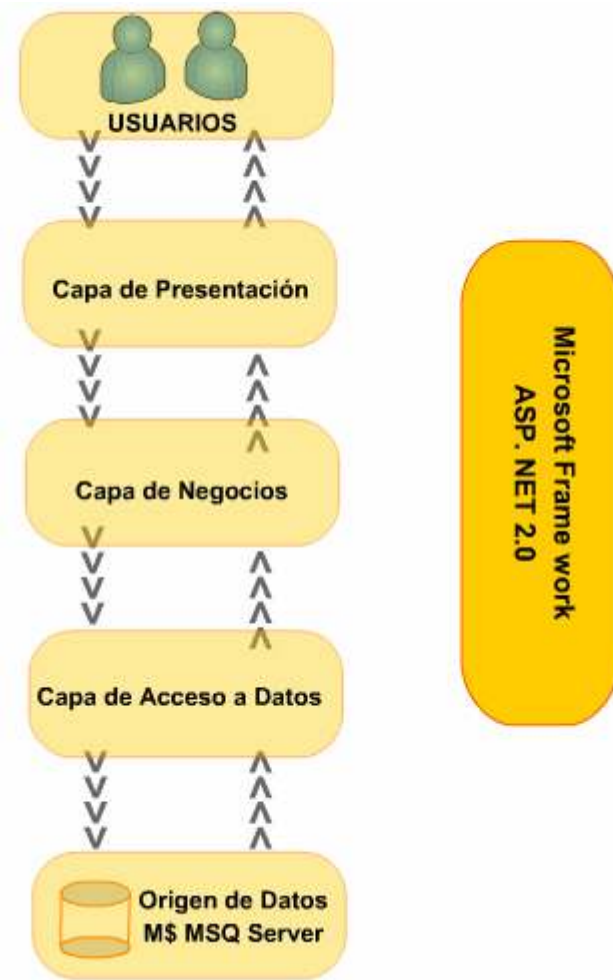 USUARIOS
Capa de Presentación
Capa de Negocios
Capa de Acceso a Datos
Origen de Datos
M$ MSQ Server
Microsoft Frame work
ASP. NET 2.0